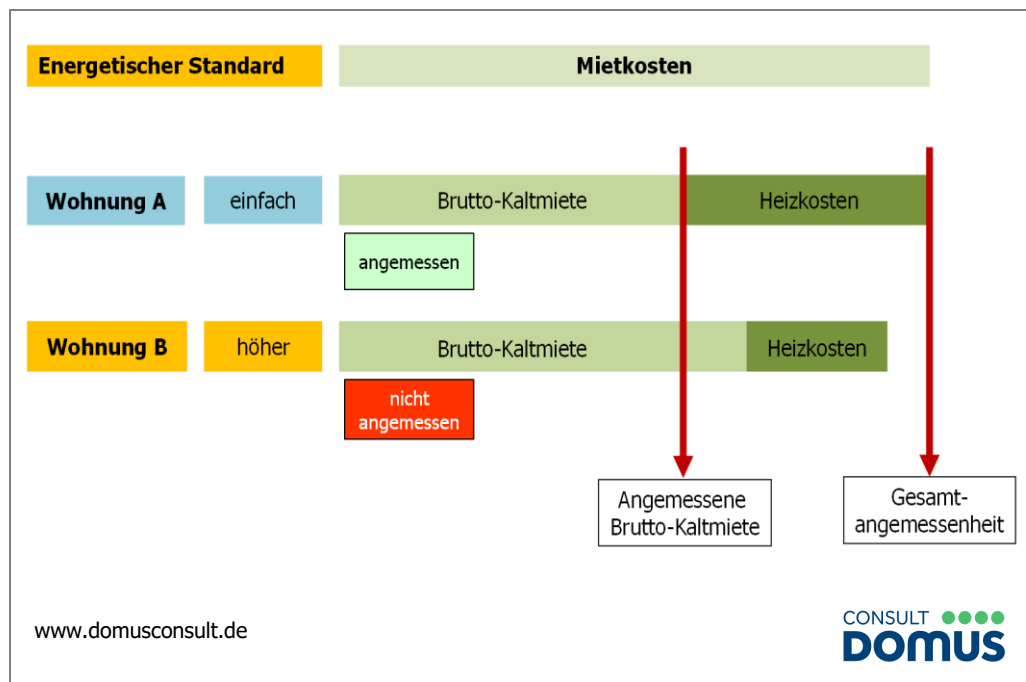 Energetischer Standard
Mietkosten
Wohnung A
einfach
Brutto-Kaltmiete
Heizkosten
angemessen
Wohnung B
höher
Brutto-Kaltmiete
Heizkosten
nicht
angemessen
Angemessene
Brutto-Kaltmiete
Gesamt-
angemessenheit
www.domusconsult.de
CONSULT
DOMUS